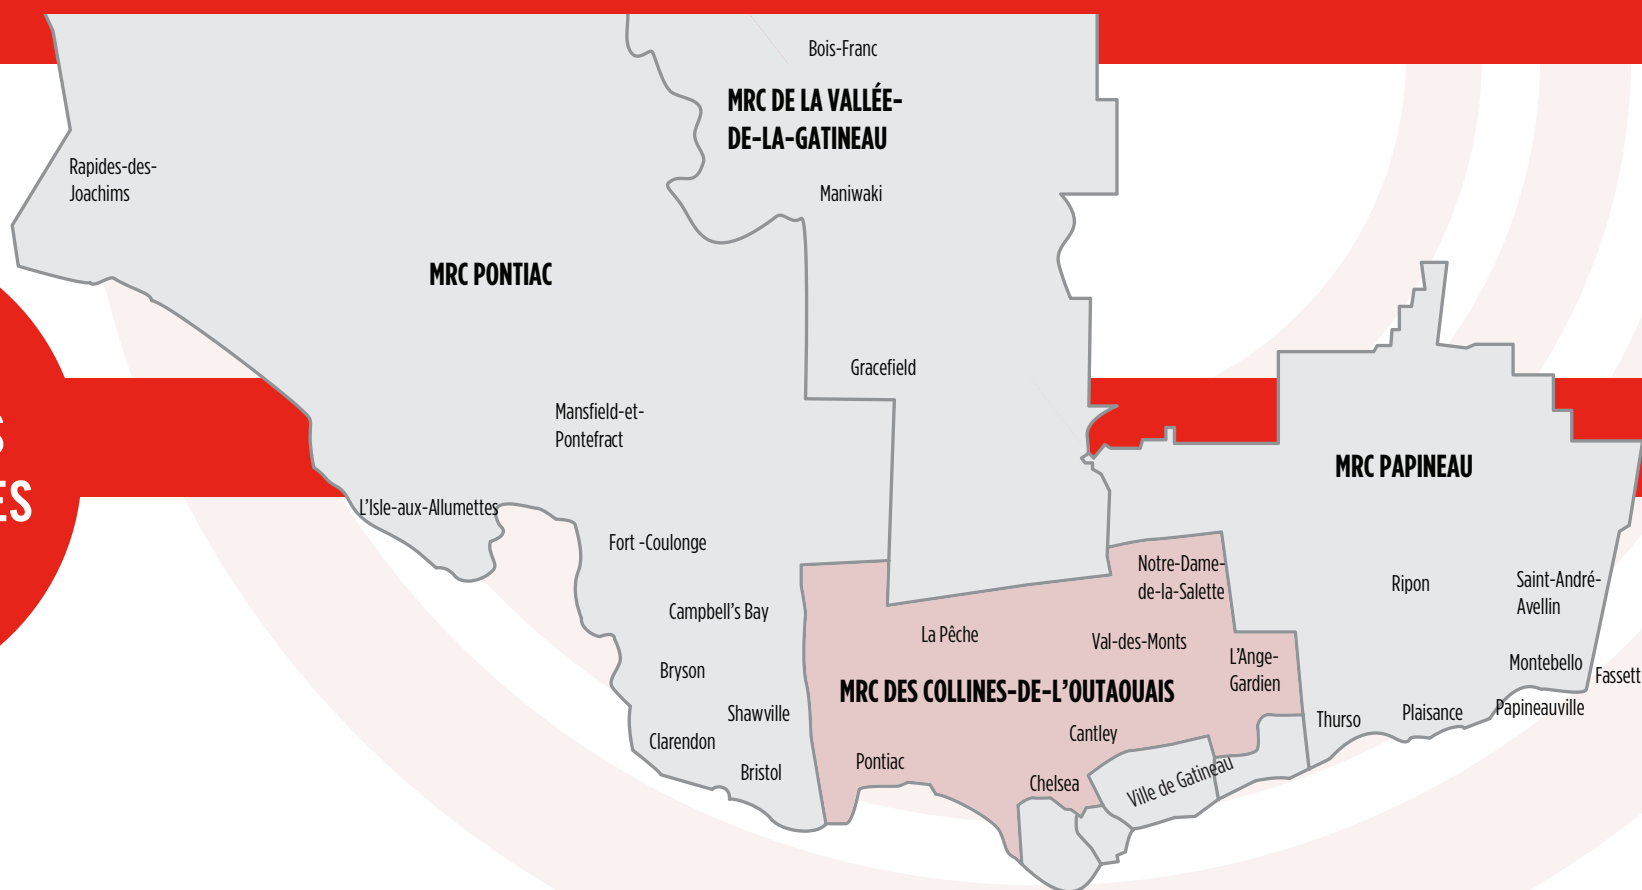 Bois-Franc
MRC DE LA VALLÉE-
DE-LA-GATINEAU
Rapides-des-
Joachims
Maniwaki
MRC PONTIAC
Gracefield
Mansfield-et-
Pontefract
S
ES
MRC PAPINEAU
L'Isle-aux-Allumettes
Fort -Coulonge
Notre-Dame-
de-la-Salette
Ripon
Saint-André-
Avellin
Campbell's Bay
La Pêche
Val-des-Monts
L'Ange-
Gardien
Montebello
Fassett
Bryson
MRC DES COLLINES-DE-L'OUTAOUAIS
Shawville
Thurso
Plaisance
Papineauville
Clarendon
Cantley
Bristol
Pontiac
Chelsea
Ville de Gatineau